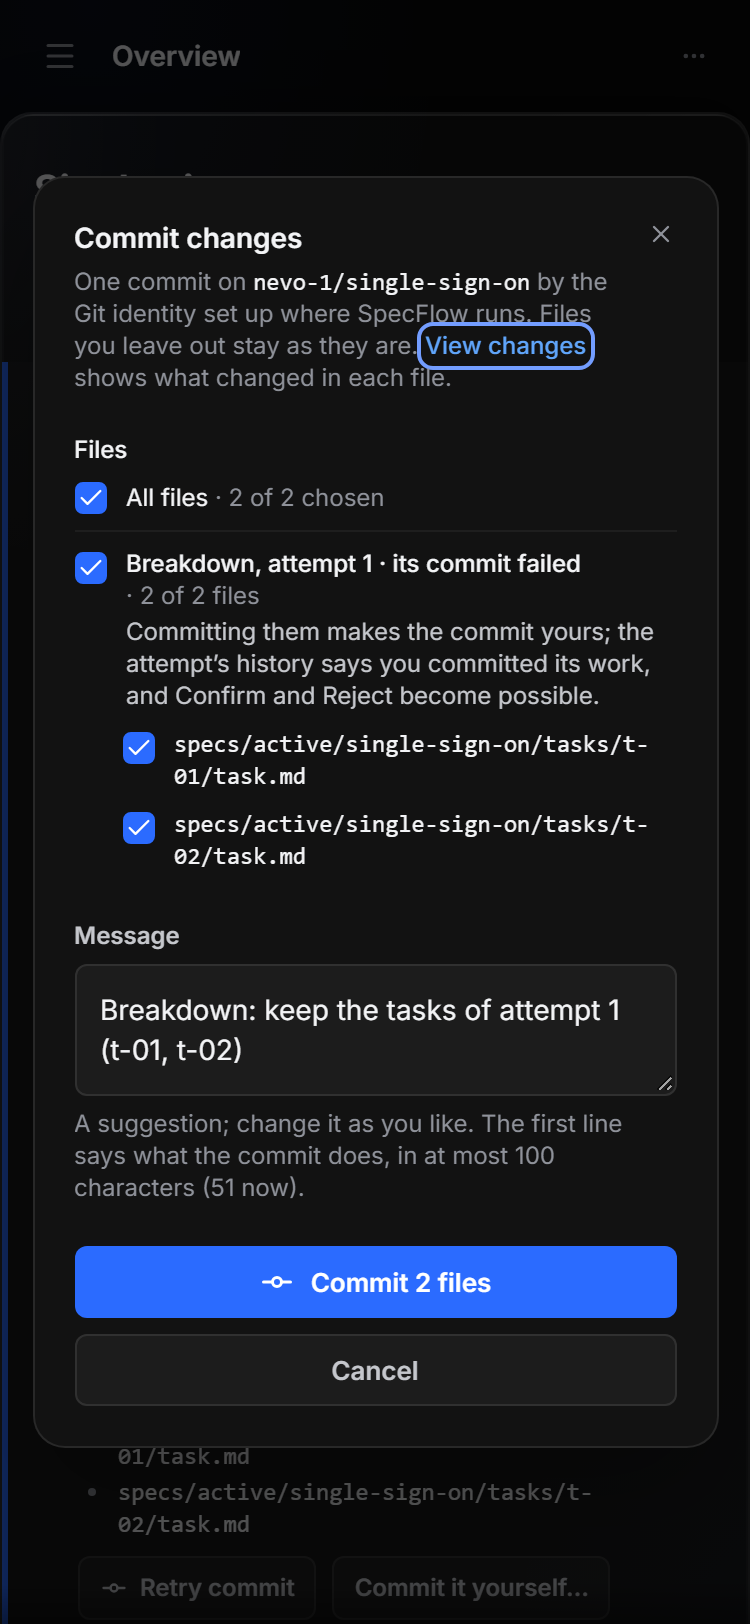 Overview
Commit changes
One commit on nevo-1/single-sign-on by the
Git identity set up where SpecFlow runs. Files
you leave out stay as they are. View changes
shows what changed in each file.
Files
All files · 2 of 2 chosen
Breakdown, attempt 1 · its commit failed
· 2 of 2 files
Committing them makes the commit yours; the
attempt’s history says you committed its work,
and Confirm and Reject become possible.
specs/active/single-sign-on/tasks/t-
01/task.md
specs/active/single-sign-on/tasks/t-
02/task.md
Message
Breakdown: keep the tasks of attempt 1
(t-01, t-02)
A suggestion; change it as you like. The first line
says what the commit does, in at most 100
characters (51 now).
Commit 2 files
Cancel
01/task.md
• specs/active/single-sign-on/tasks/t-
02/task.md
Retry commit
Commit it yourself...